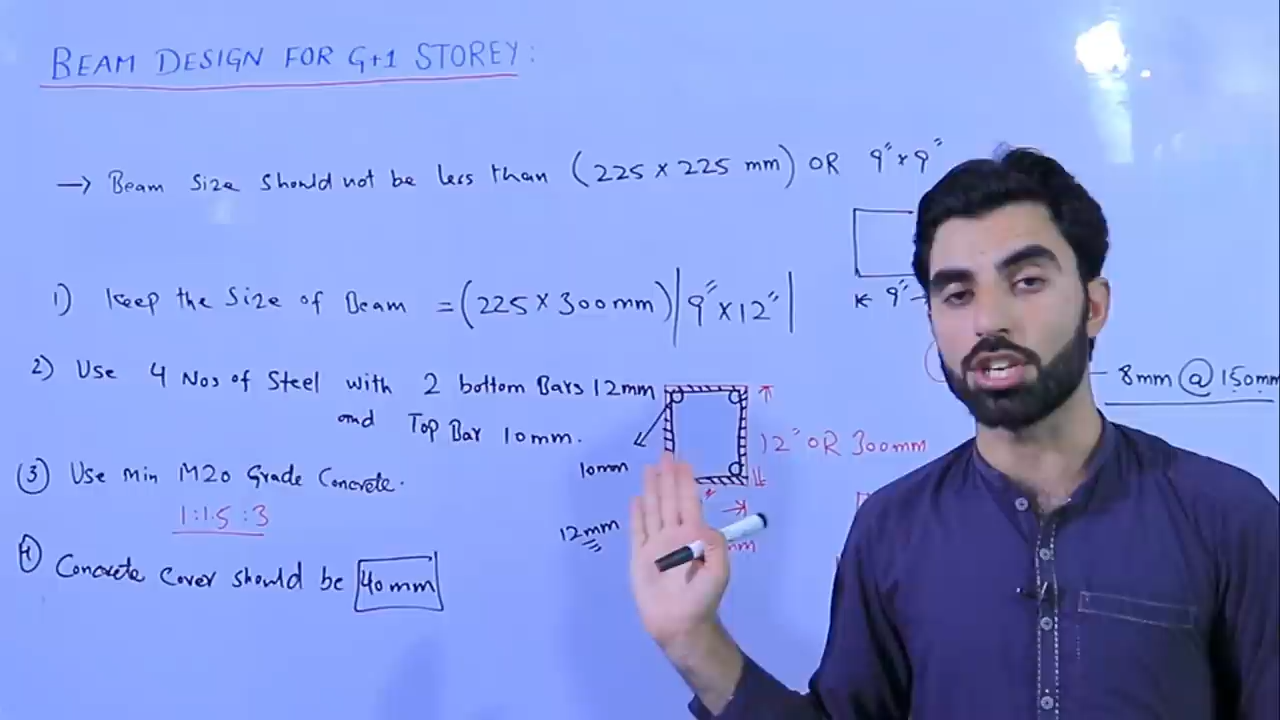 BEAM DESIGN FOR G+1 STOREY:
→ Beam Size Should not be less than (225 × 225 mm) OR 9" × 9"
9"
1) Keep the Size of Beam = (225 × 300mm) | 9" × 12" |
2) Use 4 Nos of Steel with 2 bottom Bars 12mm
and Top Bar 10mm.
8mm @ 150mm
12" OR 300mm
10mm
(3) Use Min M20 Grade Concrete.
1:1.5:3
12mm
mm
4) Concrete Cover should be 40mm